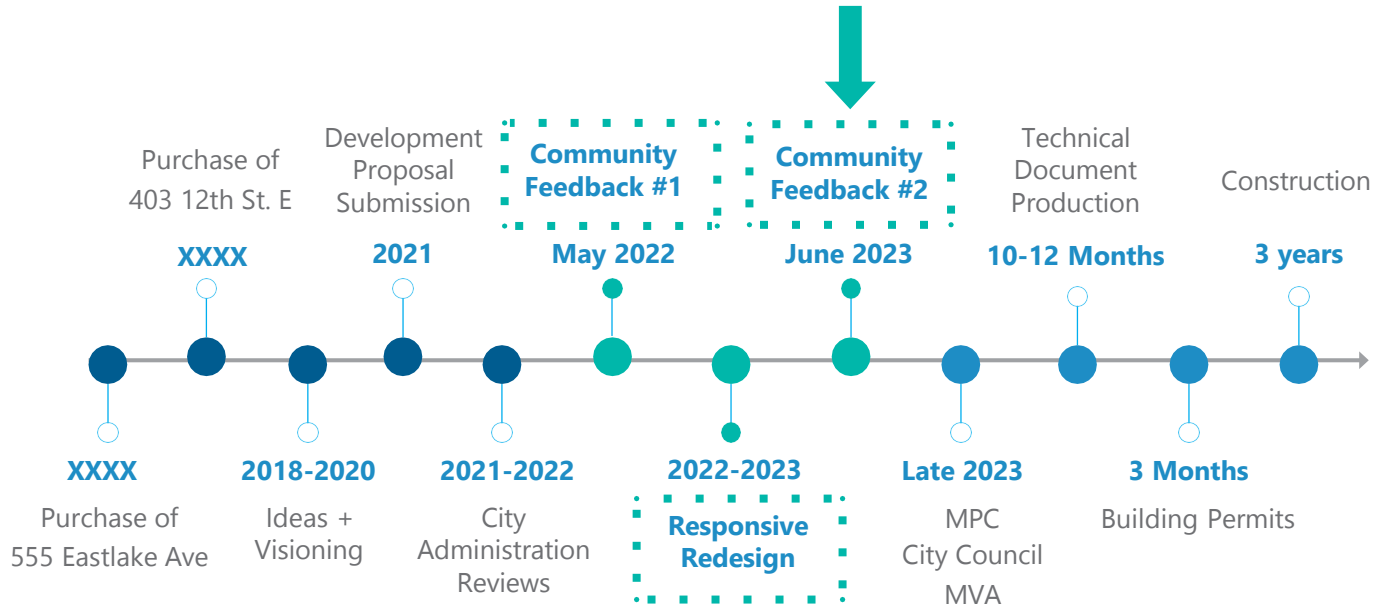 Purchase of
403 12th St. E
XXXX
Development
Proposal
Submission
2021
Community
Feedback #1
May 2022
Community
Feedback #2
June 2023
Technical
Document
Production
10-12 Months
Construction
3 years
XXXX
Purchase of
555 Eastlake Ave
2018-2020
Ideas +
Visioning
2021-2022
City
Administration
Reviews
2022-2023
Responsive
Redesign
Late 2023
MPC
City Council
MVA
3 Months
Building Permits